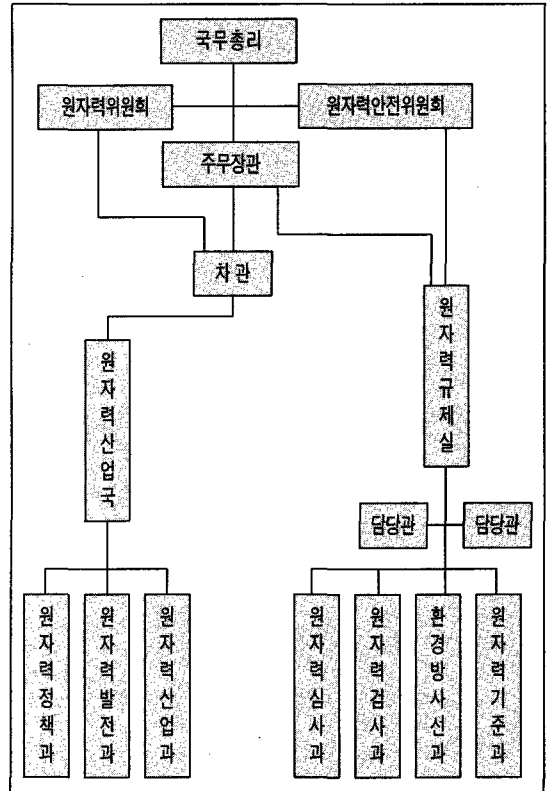 국무총리
원자력위원회
원자력안전위원회
주무장관
차관
원자력산업국
원자력규제실
담당관
담당관
원자력정책과
원자력발전과
원자력산업과
원자력심사과
원자력검사과
환경방사선과
원자력기준과